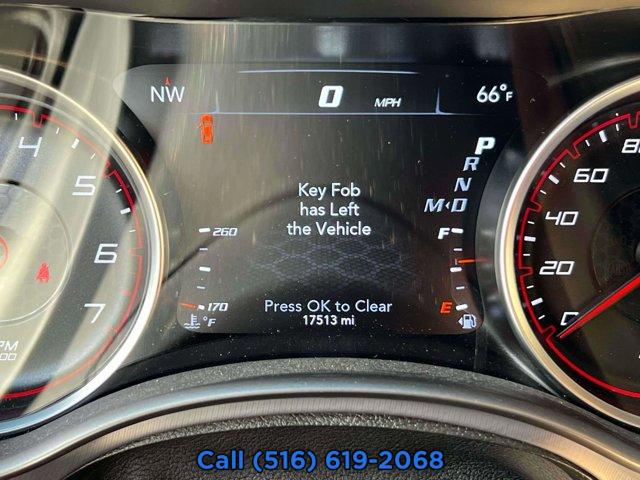 NW
0 MPH
66°F
4
5
6
7
P
R
N
M◁D
Key Fob
has Left
the Vehicle
260
170
°F
F
E
Press OK to Clear
17513 mi
80
60
40
20
0
Call (516) 619-2068